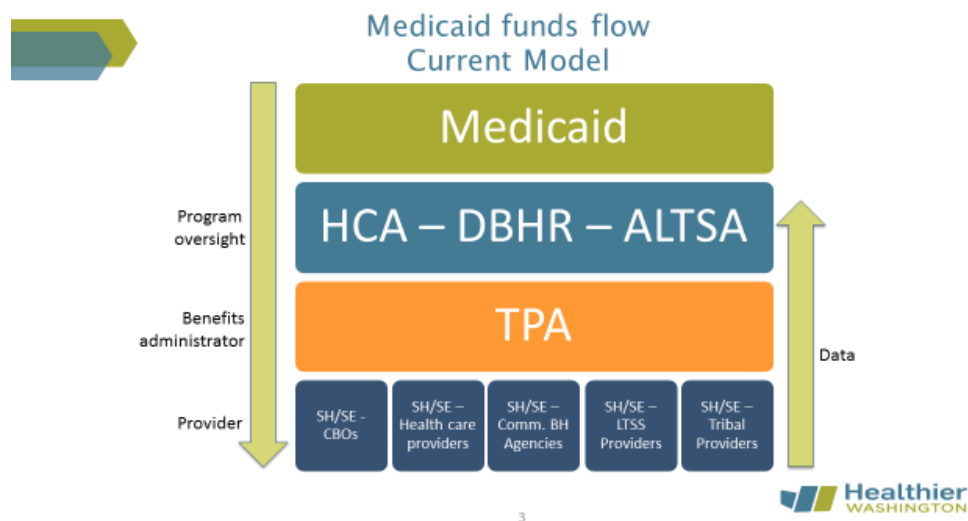 Medicaid funds flow
Current Model
Medicaid
Program
oversight
HCA – DBHR – ALTSA
Benefits
administrator
TPA
Data
Provider
SH/SE -
CBOs
SH/SE –
Health care
providers
SH/SE –
Comm. BH
Agencies
SH/SE –
LTSS
Providers
SH/SE –
Tribal
Providers
Healthier
WASHINGTON
3